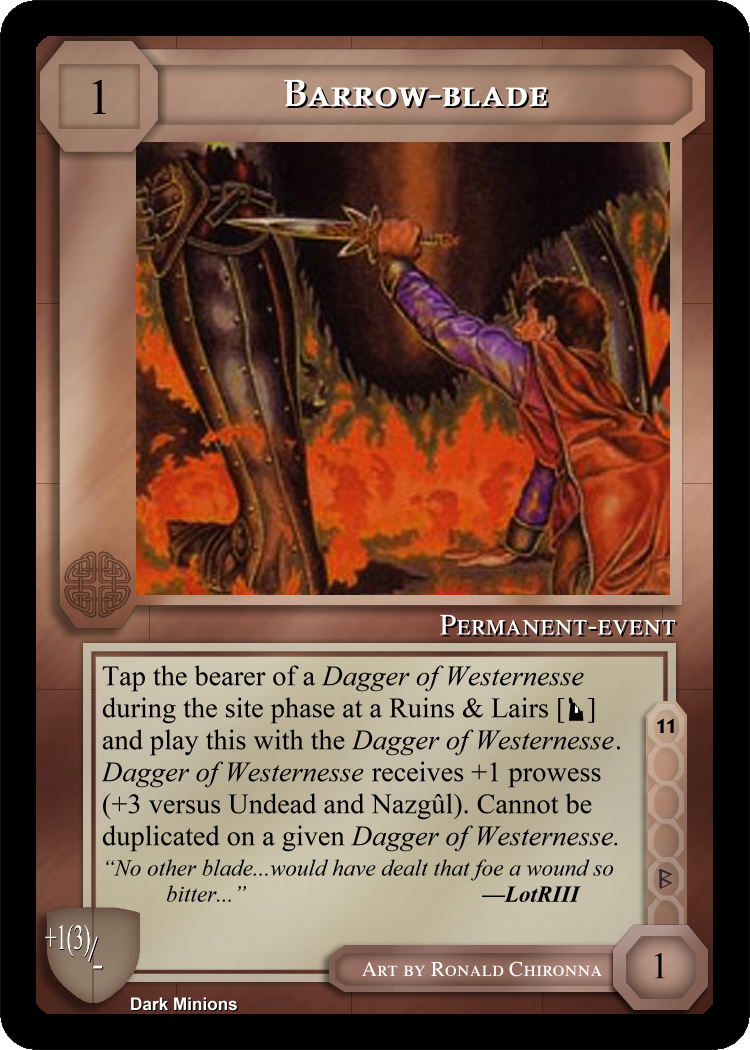 1
BARROW-BLADE
PERMANENT-EVENT
Tap the bearer of a Dagger of Westernesse
during the site phase at a Ruins & Lairs [ ]
and play this with the Dagger of Westernesse.
Dagger of Westernesse receives +1 prowess
(+3 versus Undead and Nazgûl). Cannot be
duplicated on a given Dagger of Westernesse.
“No other blade...would have dealt that foe a wound so
bitter...” —LotRIII
11
B
+1(3)/-
ART BY RONALD CHIRONNA
1
Dark Minions